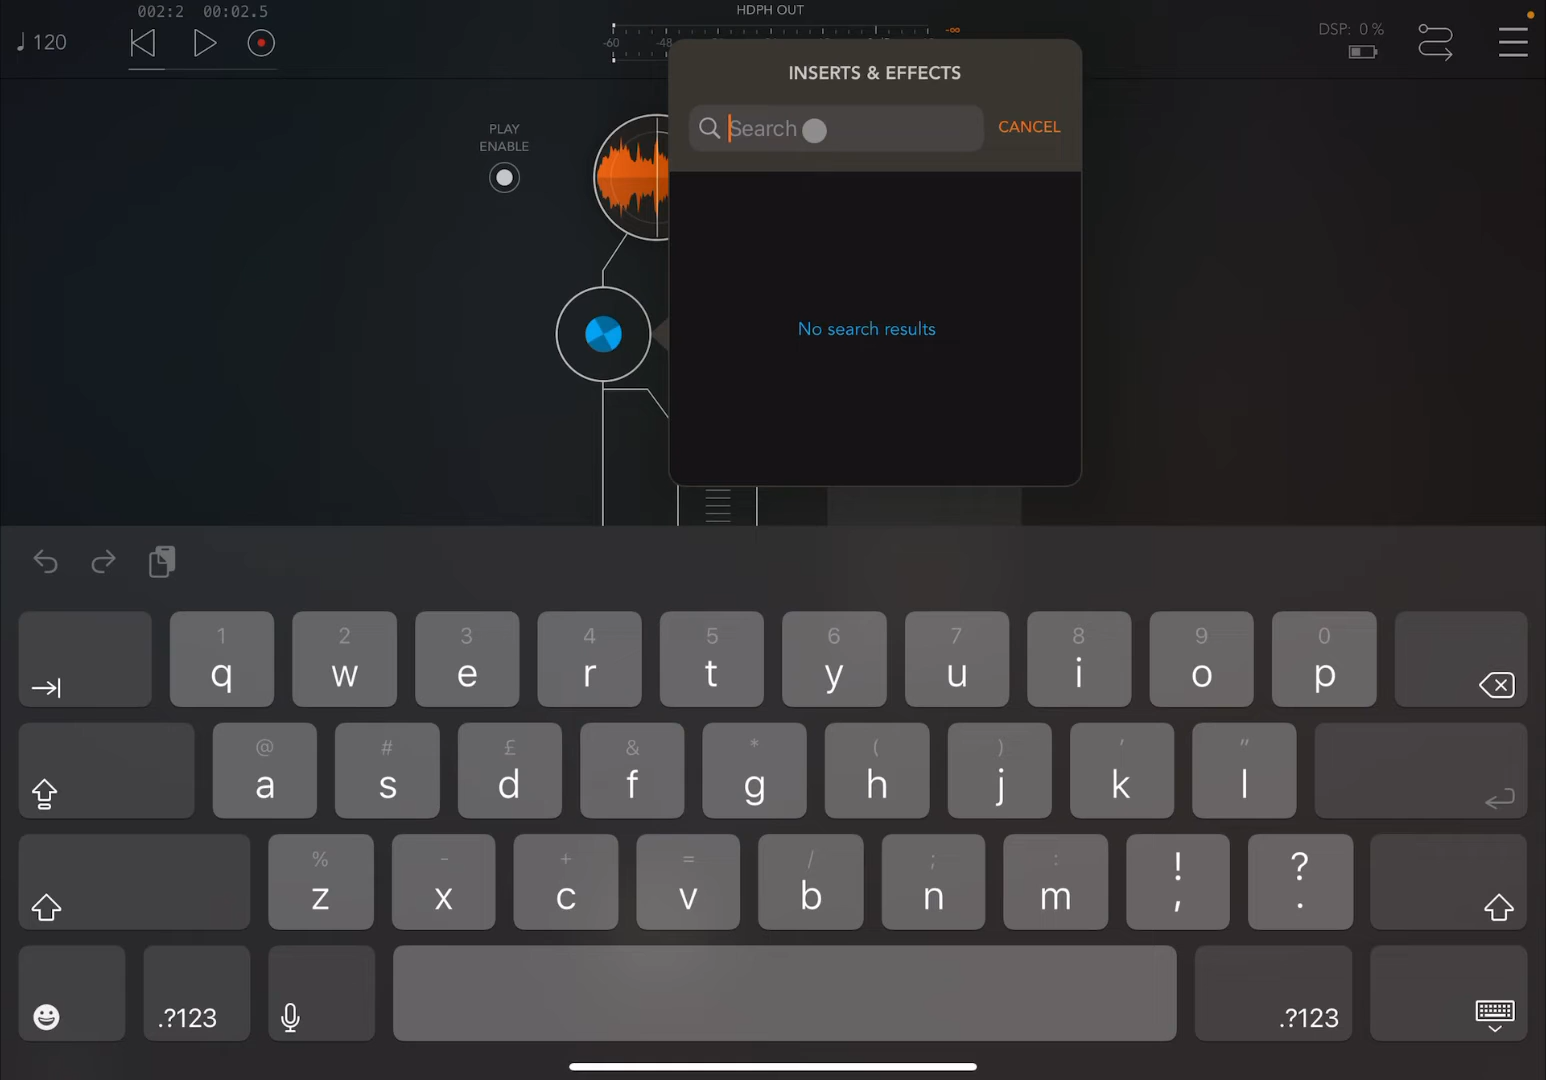 HDPH OUT
002:2 00:02.5
♩ 120
-60 -48
-∞
DSP: 0 %
INSERTS & EFFECTS
Search
CANCEL
PLAY
ENABLE
No search results
1 2 3 4 5 6 7 8 9 0
q w e r t y u i o p
@ # £ & * ( ) ' "
a s d f g h j k l
% - + = / ; : ! ?
z x c v b n m , .
.?123 .?123